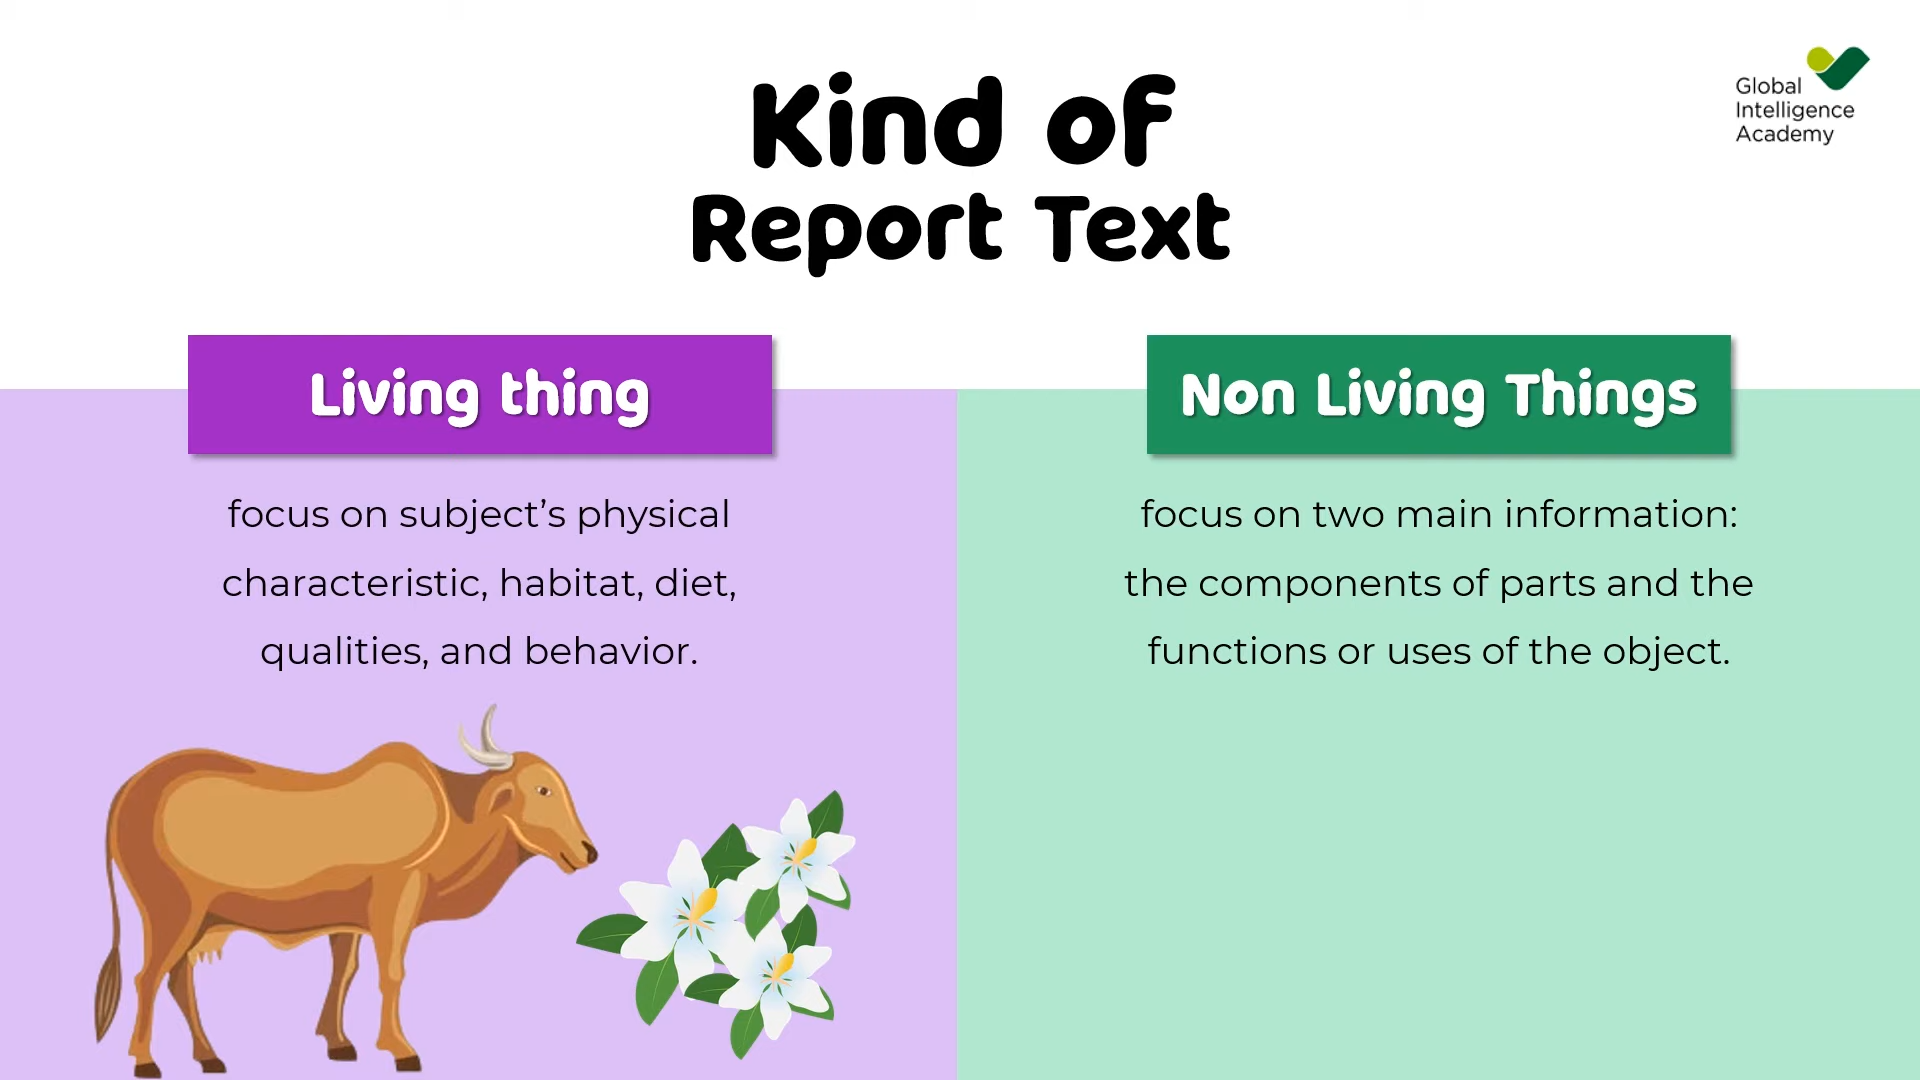 Kind of
Report Text
Global
Intelligence
Academy
Living thing
focus on subject’s physical
characteristic, habitat, diet,
qualities, and behavior.
Non Living Things
focus on two main information:
the components of parts and the
functions or uses of the object.